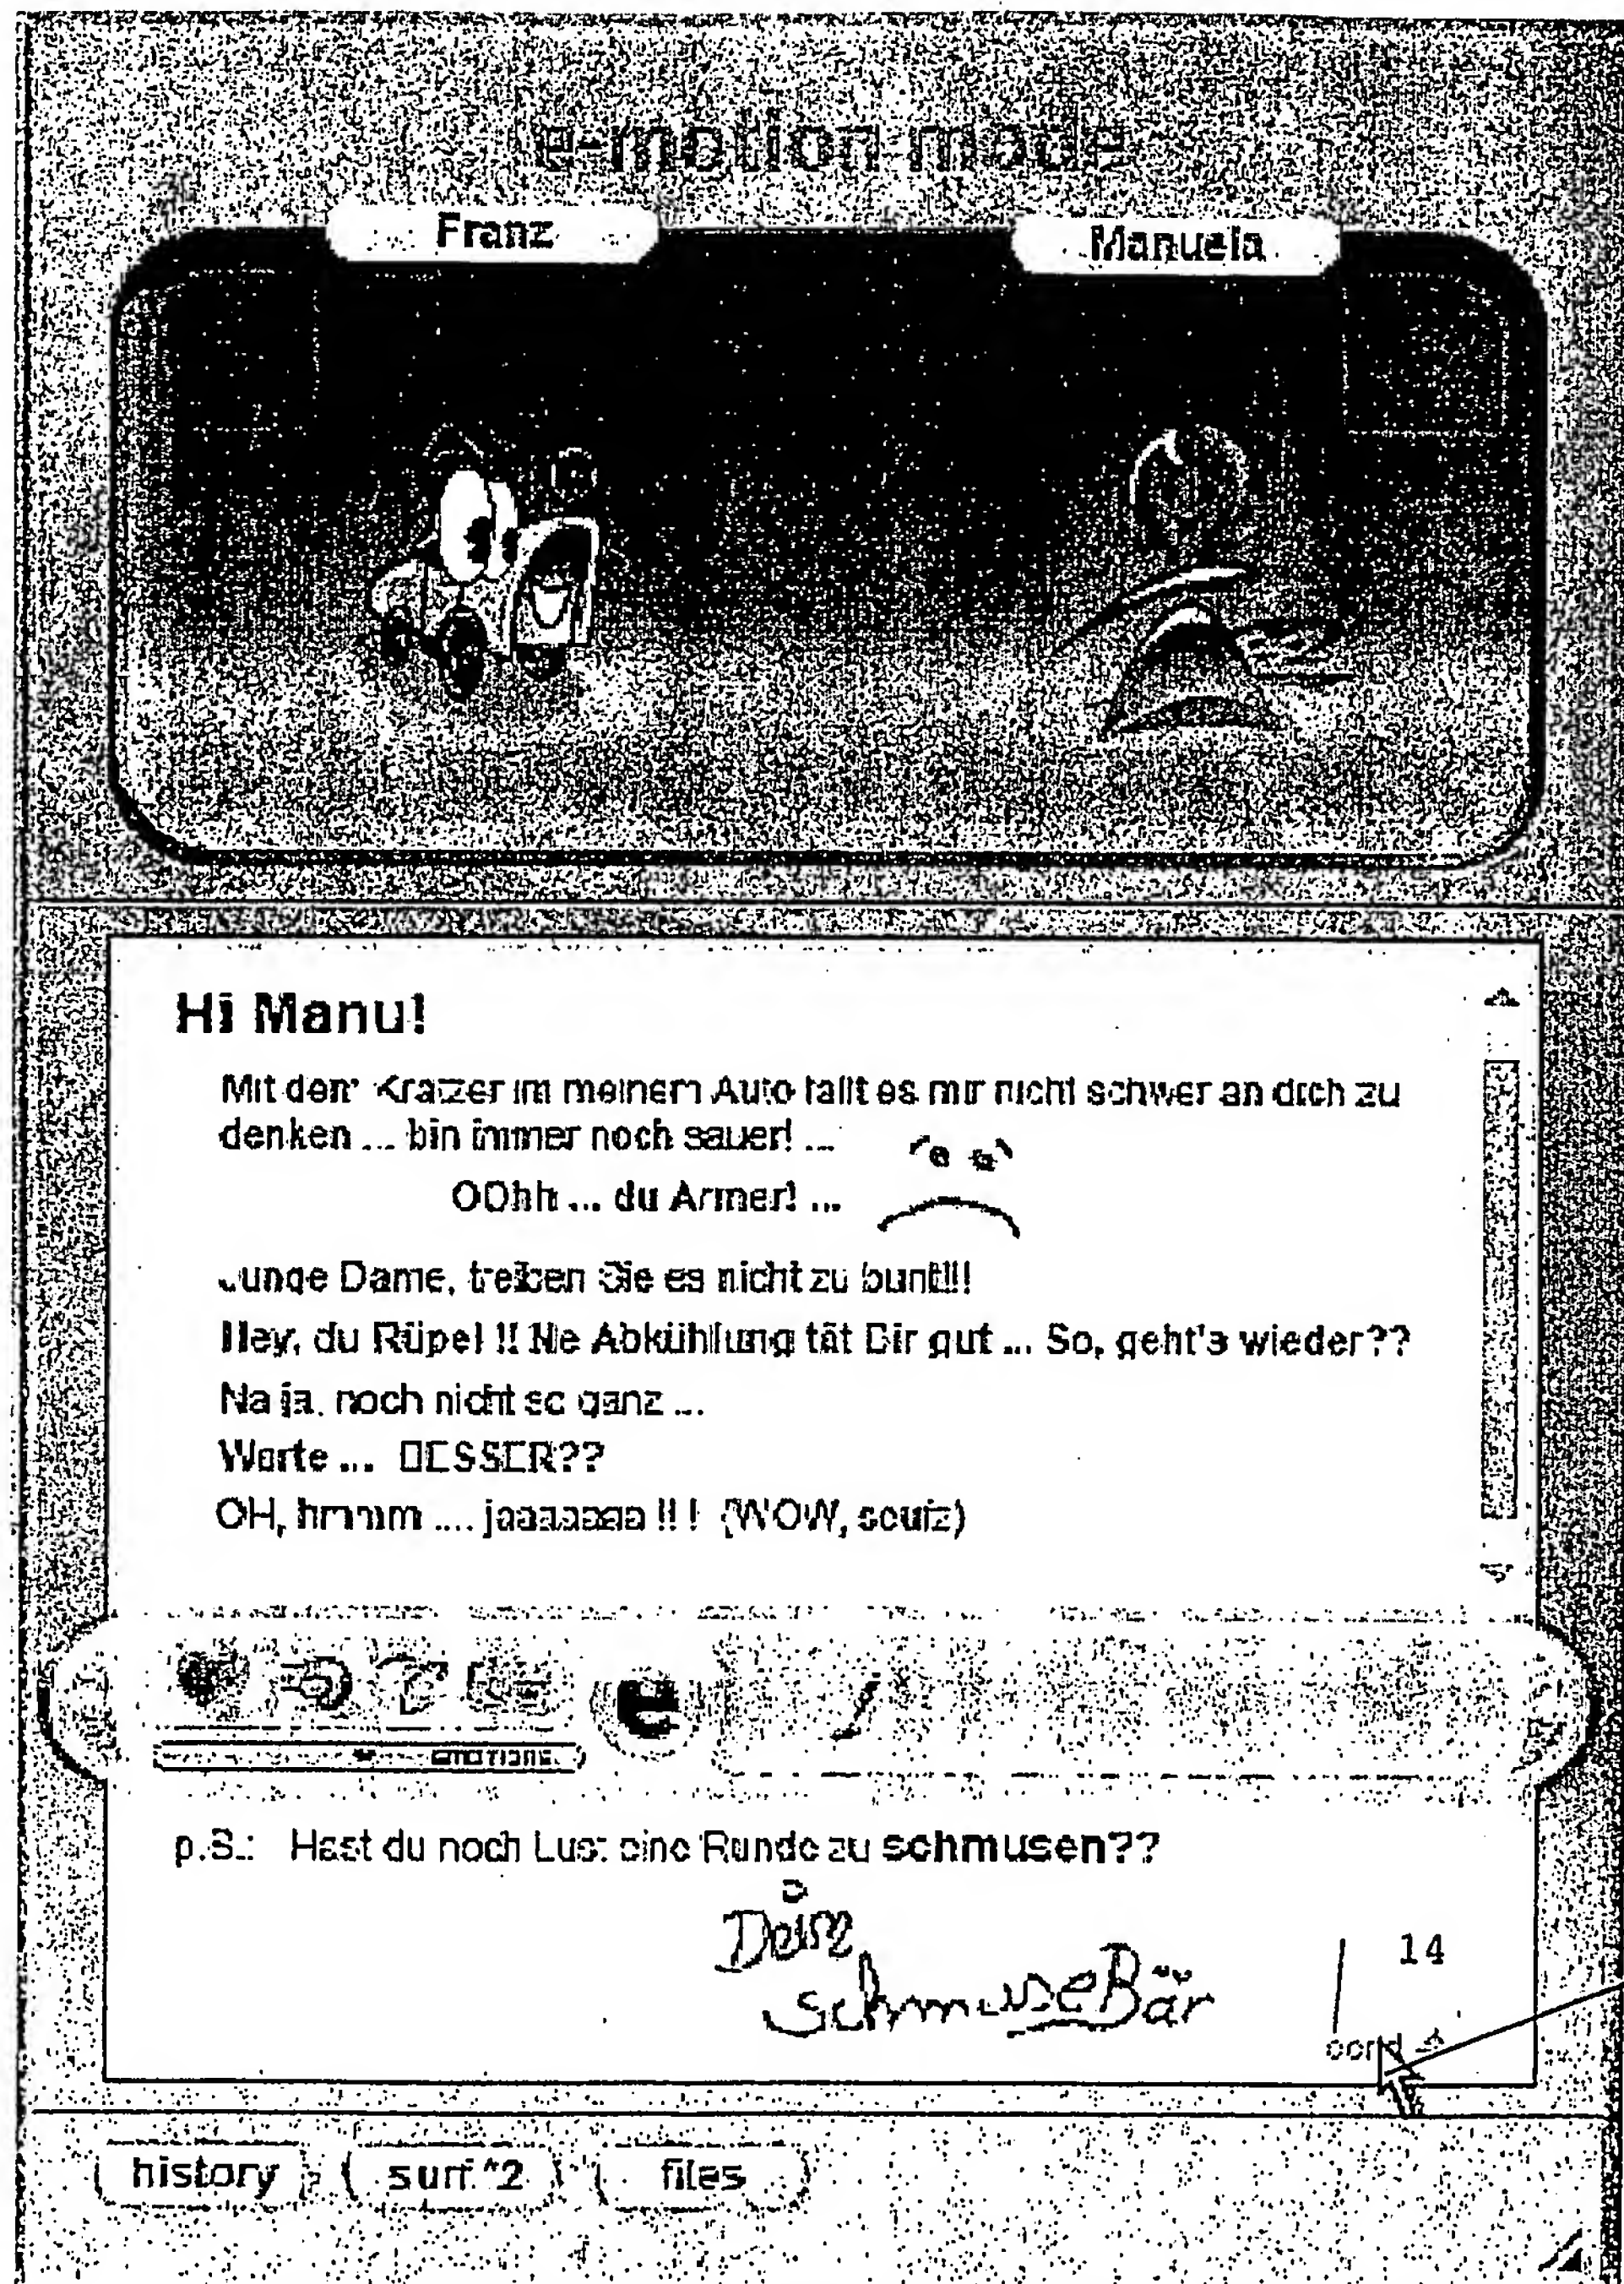 e-motion mode
Franz
Manuela
Hi Manu!
Mit dem Kratzer im meinem Auto fällt es mir nicht schwer an dich zu
denken ... bin immer noch sauer! ...
OOhh ... du Armer! ...
Junge Dame, treiben Sie es nicht zu bunt!!!
Hey, du Rüpel !! Ne Abkühlung tät Dir gut ... So, geht's wieder??
Na ja, noch nicht so ganz ...
Warte ... BESSER??
OH, hmmm .... jaaaaaaa !!! (WOW, seufz)
e
EMOTIONS
p.S.: Hast du noch Lust eine Runde zu schmusen??
Dein
SchmuseBär
14
history
surf^2
files